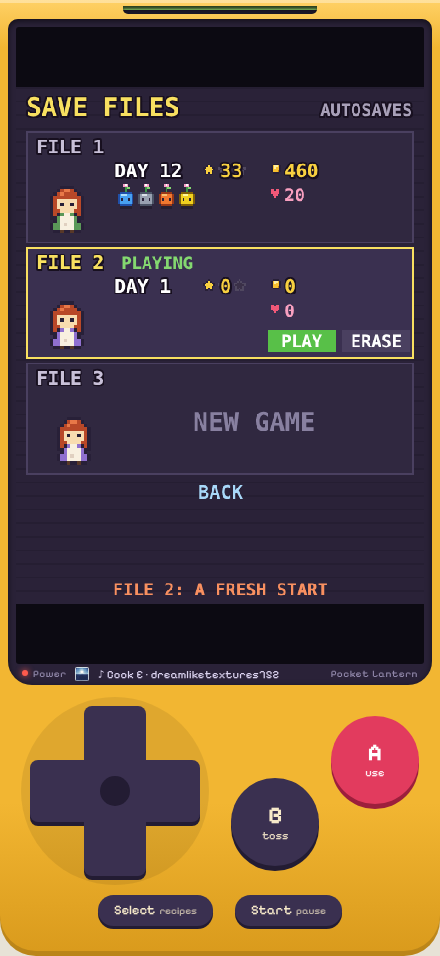 SAVE FILES AUTOSAVES
FILE 1
DAY 12 33 460
20
FILE 2 PLAYING
DAY 1 0 0
0
PLAY ERASE
FILE 3
NEW GAME
BACK
FILE 2: A FRESH START
Power ♪ Cook E · dreamliketextures792 Pocket Lantern
A
use
B
toss
Select recipes Start pause